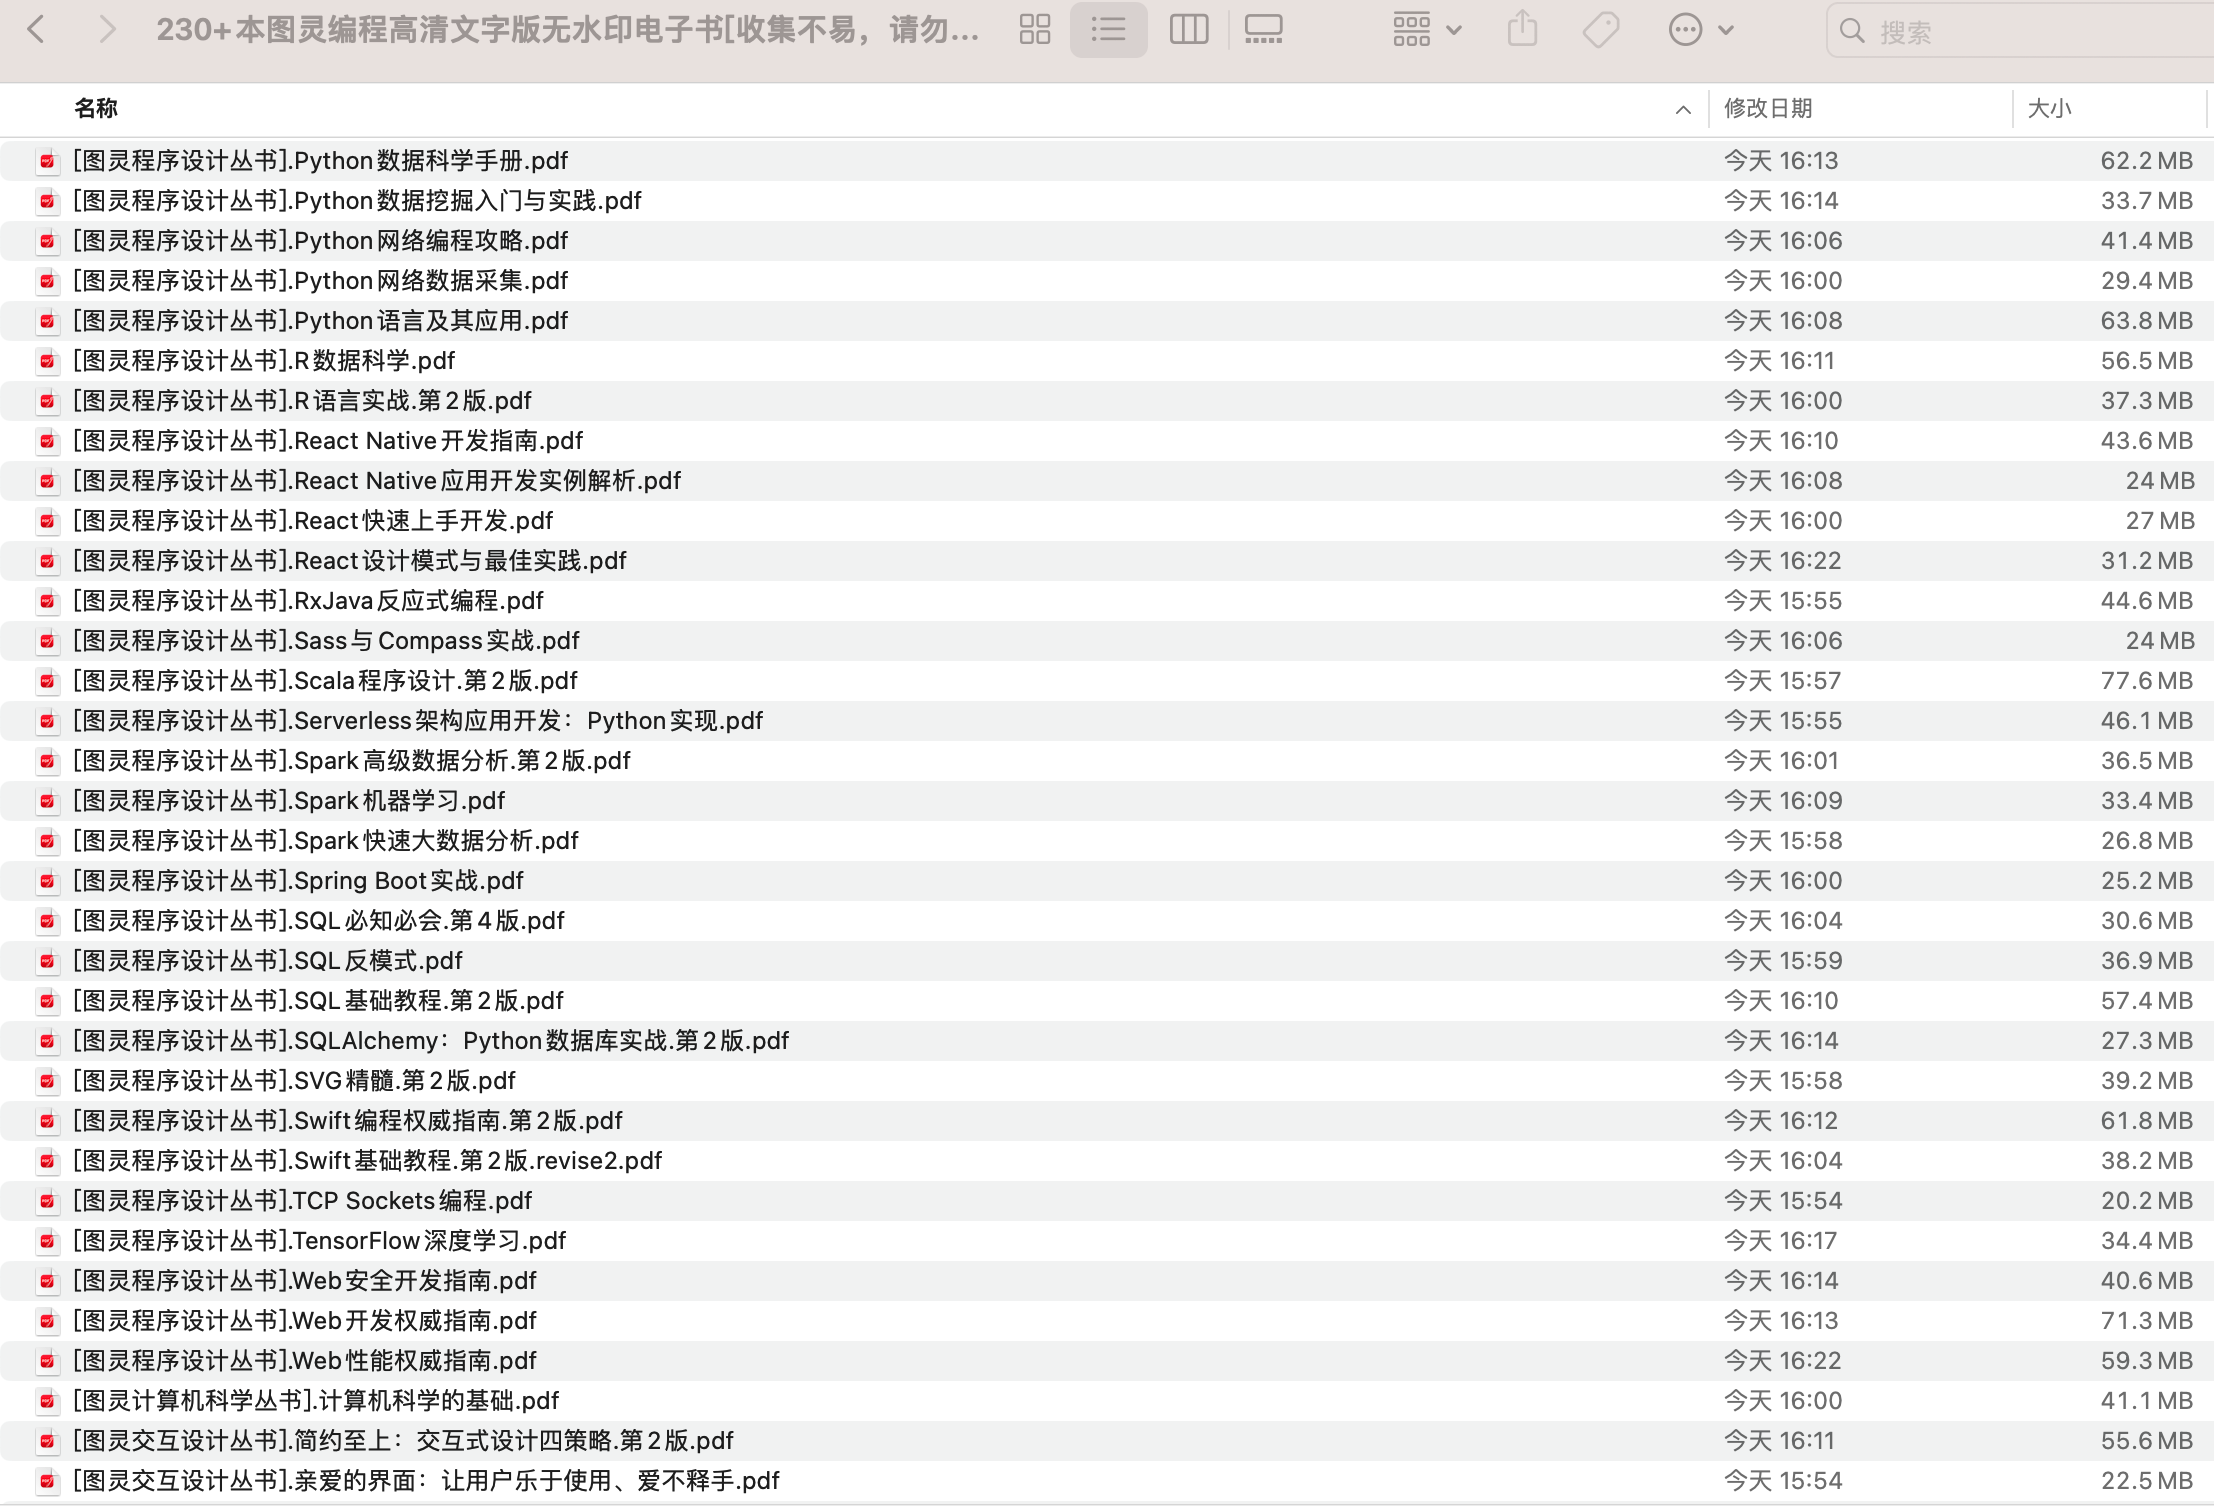 230+本图灵编程高清文字版无水印电子书[收集不易，请勿...
搜索
名称 修改日期 大小
[图灵程序设计丛书].Python数据科学手册.pdf 今天 16:13 62.2 MB
[图灵程序设计丛书].Python数据挖掘入门与实践.pdf 今天 16:14 33.7 MB
[图灵程序设计丛书].Python网络编程攻略.pdf 今天 16:06 41.4 MB
[图灵程序设计丛书].Python网络数据采集.pdf 今天 16:00 29.4 MB
[图灵程序设计丛书].Python语言及其应用.pdf 今天 16:08 63.8 MB
[图灵程序设计丛书].R数据科学.pdf 今天 16:11 56.5 MB
[图灵程序设计丛书].R语言实战.第2版.pdf 今天 16:00 37.3 MB
[图灵程序设计丛书].React Native开发指南.pdf 今天 16:10 43.6 MB
[图灵程序设计丛书].React Native应用开发实例解析.pdf 今天 16:08 24 MB
[图灵程序设计丛书].React快速上手开发.pdf 今天 16:00 27 MB
[图灵程序设计丛书].React设计模式与最佳实践.pdf 今天 16:22 31.2 MB
[图灵程序设计丛书].RxJava反应式编程.pdf 今天 15:55 44.6 MB
[图灵程序设计丛书].Sass与Compass实战.pdf 今天 16:06 24 MB
[图灵程序设计丛书].Scala程序设计.第2版.pdf 今天 15:57 77.6 MB
[图灵程序设计丛书].Serverless架构应用开发：Python实现.pdf 今天 15:55 46.1 MB
[图灵程序设计丛书].Spark高级数据分析.第2版.pdf 今天 16:01 36.5 MB
[图灵程序设计丛书].Spark机器学习.pdf 今天 16:09 33.4 MB
[图灵程序设计丛书].Spark快速大数据分析.pdf 今天 15:58 26.8 MB
[图灵程序设计丛书].Spring Boot实战.pdf 今天 16:00 25.2 MB
[图灵程序设计丛书].SQL必知必会.第4版.pdf 今天 16:04 30.6 MB
[图灵程序设计丛书].SQL反模式.pdf 今天 15:59 36.9 MB
[图灵程序设计丛书].SQL基础教程.第2版.pdf 今天 16:10 57.4 MB
[图灵程序设计丛书].SQLAlchemy：Python数据库实战.第2版.pdf 今天 16:14 27.3 MB
[图灵程序设计丛书].SVG精髓.第2版.pdf 今天 15:58 39.2 MB
[图灵程序设计丛书].Swift编程权威指南.第2版.pdf 今天 16:12 61.8 MB
[图灵程序设计丛书].Swift基础教程.第2版.revise2.pdf 今天 16:04 38.2 MB
[图灵程序设计丛书].TCP Sockets编程.pdf 今天 15:54 20.2 MB
[图灵程序设计丛书].TensorFlow深度学习.pdf 今天 16:17 34.4 MB
[图灵程序设计丛书].Web安全开发指南.pdf 今天 16:14 40.6 MB
[图灵程序设计丛书].Web开发权威指南.pdf 今天 16:13 71.3 MB
[图灵程序设计丛书].Web性能权威指南.pdf 今天 16:22 59.3 MB
[图灵计算机科学丛书].计算机科学的基础.pdf 今天 16:00 41.1 MB
[图灵交互设计丛书].简约至上：交互式设计四策略.第2版.pdf 今天 16:11 55.6 MB
[图灵交互设计丛书].亲爱的界面：让用户乐于使用、爱不释手.pdf 今天 15:54 22.5 MB